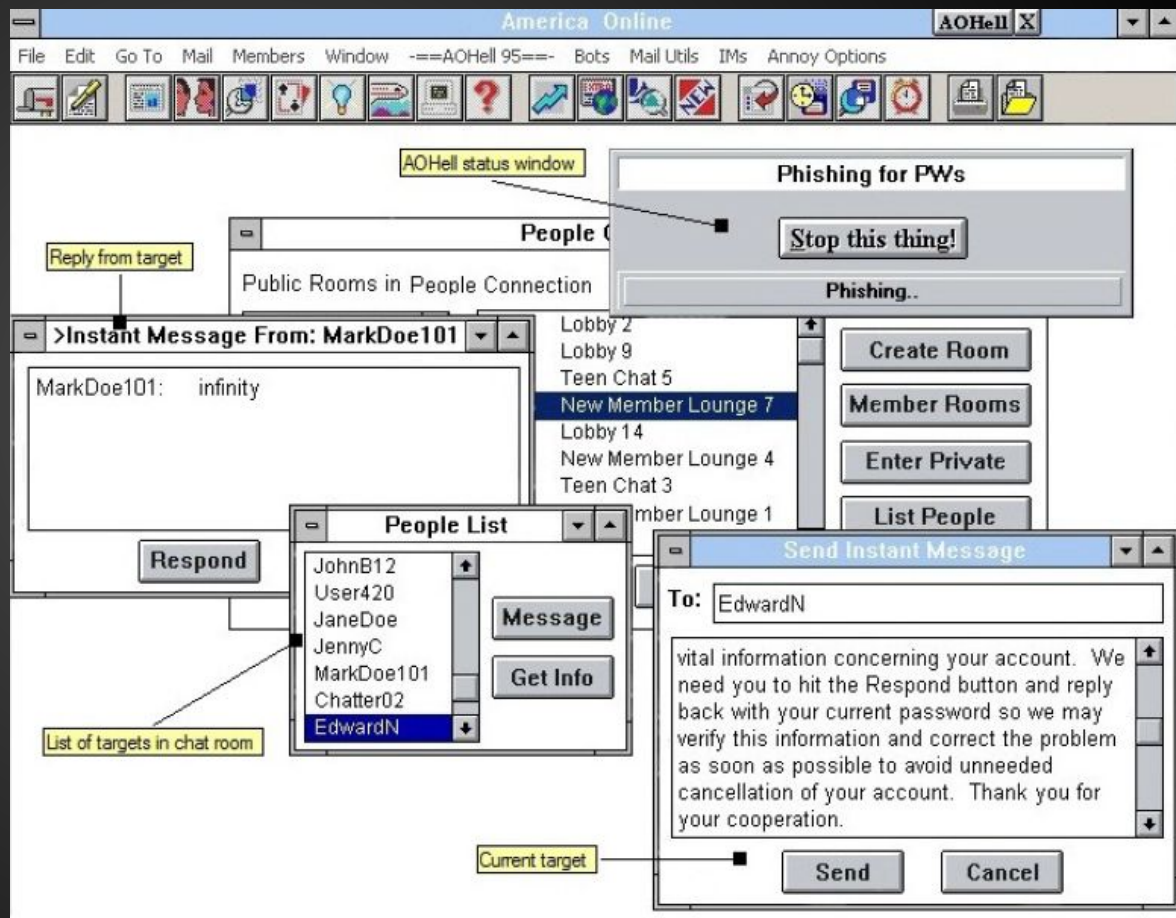 America Online
AOHell X
File Edit Go To Mail Members Window -==AOHell 95==- Bots Mail Utils IMs Annoy Options
NEW
AOHell status window
Phishing for PWs
Stop this thing!
Phishing..
Reply from target
People
Public Rooms in People Connection
>Instant Message From: MarkDoe101
MarkDoe101: infinity
Respond
Lobby 2
Lobby 9
Teen Chat 5
New Member Lounge 7
Lobby 14
New Member Lounge 4
Teen Chat 3
mber Lounge 1
Create Room
Member Rooms
Enter Private
List People
People List
JohnB12
User420
JaneDoe
JennyC
MarkDoe101
Chatter02
EdwardN
Message
Get Info
List of targets in chat room
Send Instant Message
To: EdwardN
vital information concerning your account. We
need you to hit the Respond button and reply
back with your current password so we may
verify this information and correct the problem
as soon as possible to avoid unneeded
cancellation of your account. Thank you for
your cooperation.
Current target
Send Cancel